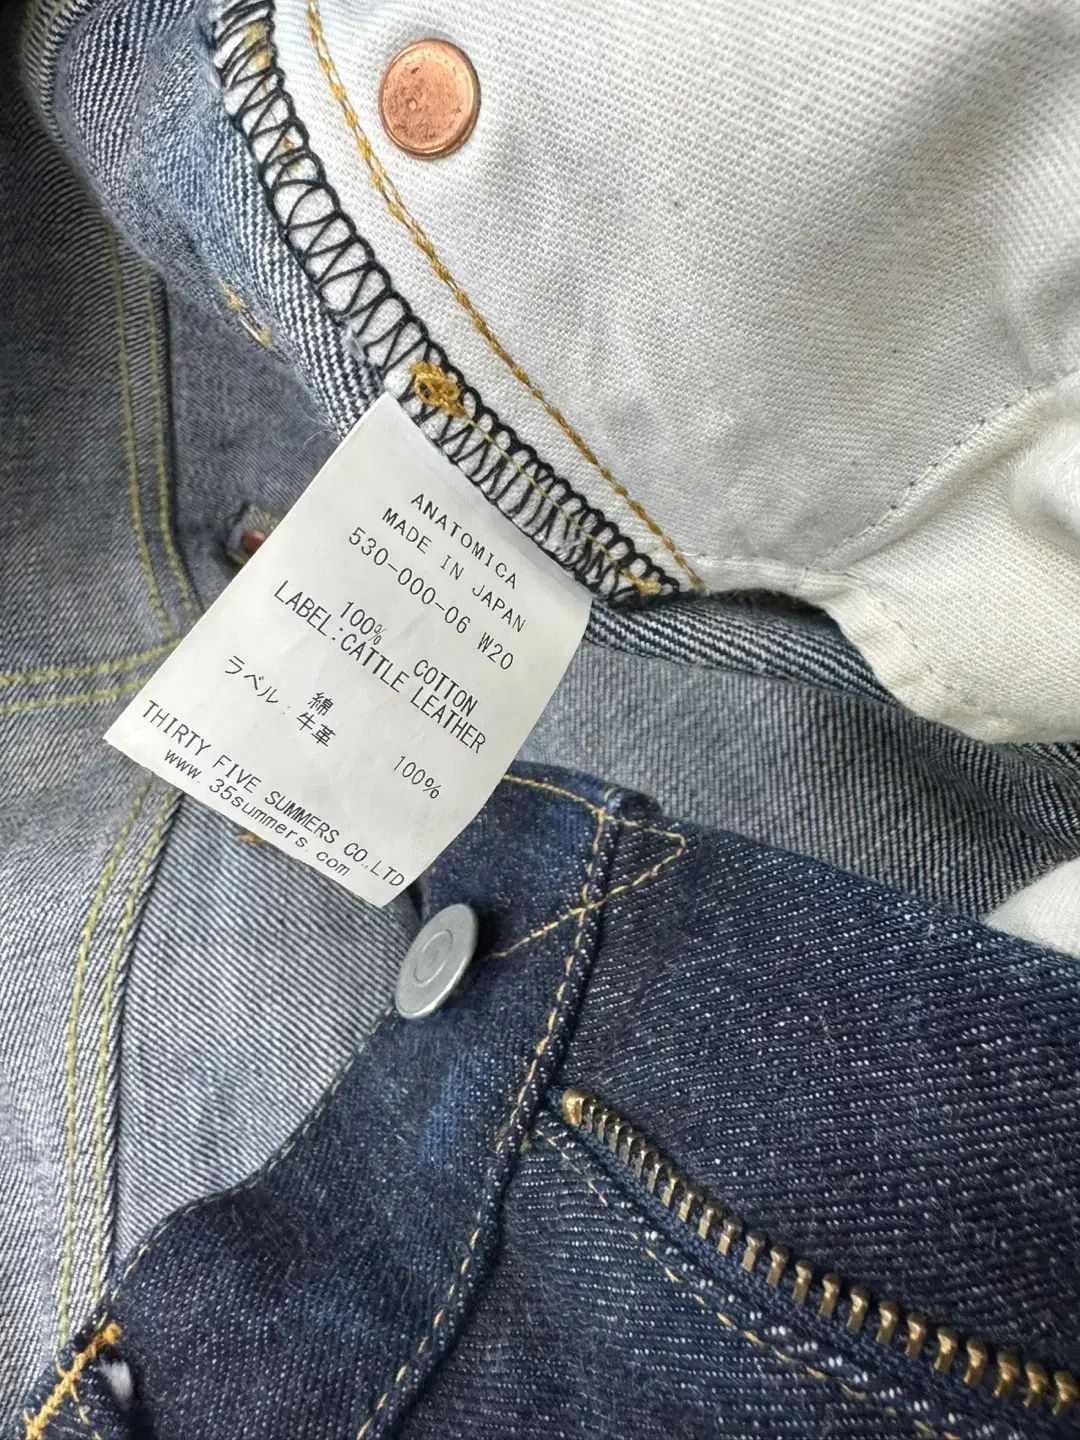 ANATOMICA
MADE IN JAPAN
530-000-06 W20
100% COTTON
LABEL:CATTLE LEATHER
綿 100%
ラベル:牛革
THIRTY FIVE SUMMERS CO.,LTD
www.35summers.com